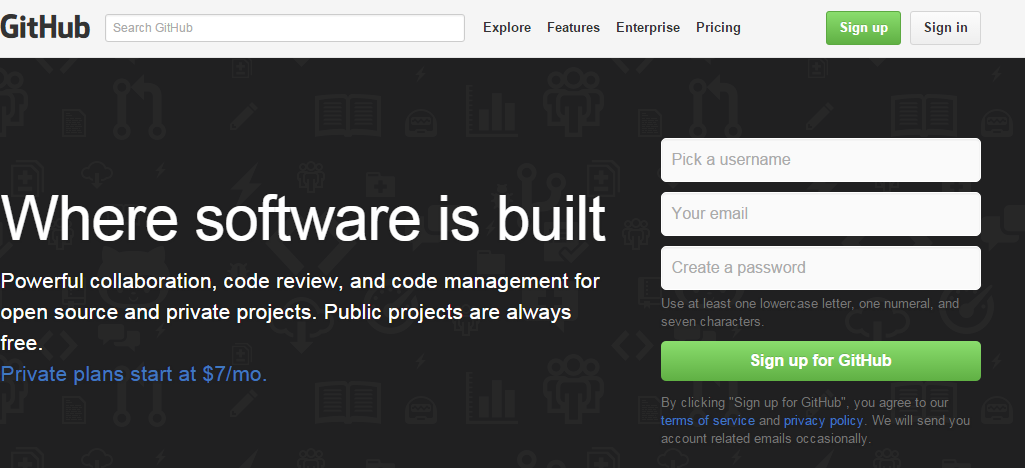 GitHub
Search GitHub
Explore Features Enterprise Pricing
Sign up
Sign in
Where software is built
Powerful collaboration, code review, and code management for
open source and private projects. Public projects are always
free.
Private plans start at $7/mo.
Pick a username
Your email
Create a password
Use at least one lowercase letter, one numeral, and
seven characters.
Sign up for GitHub
By clicking "Sign up for GitHub", you agree to our
terms of service and privacy policy. We will send you
account related emails occasionally.